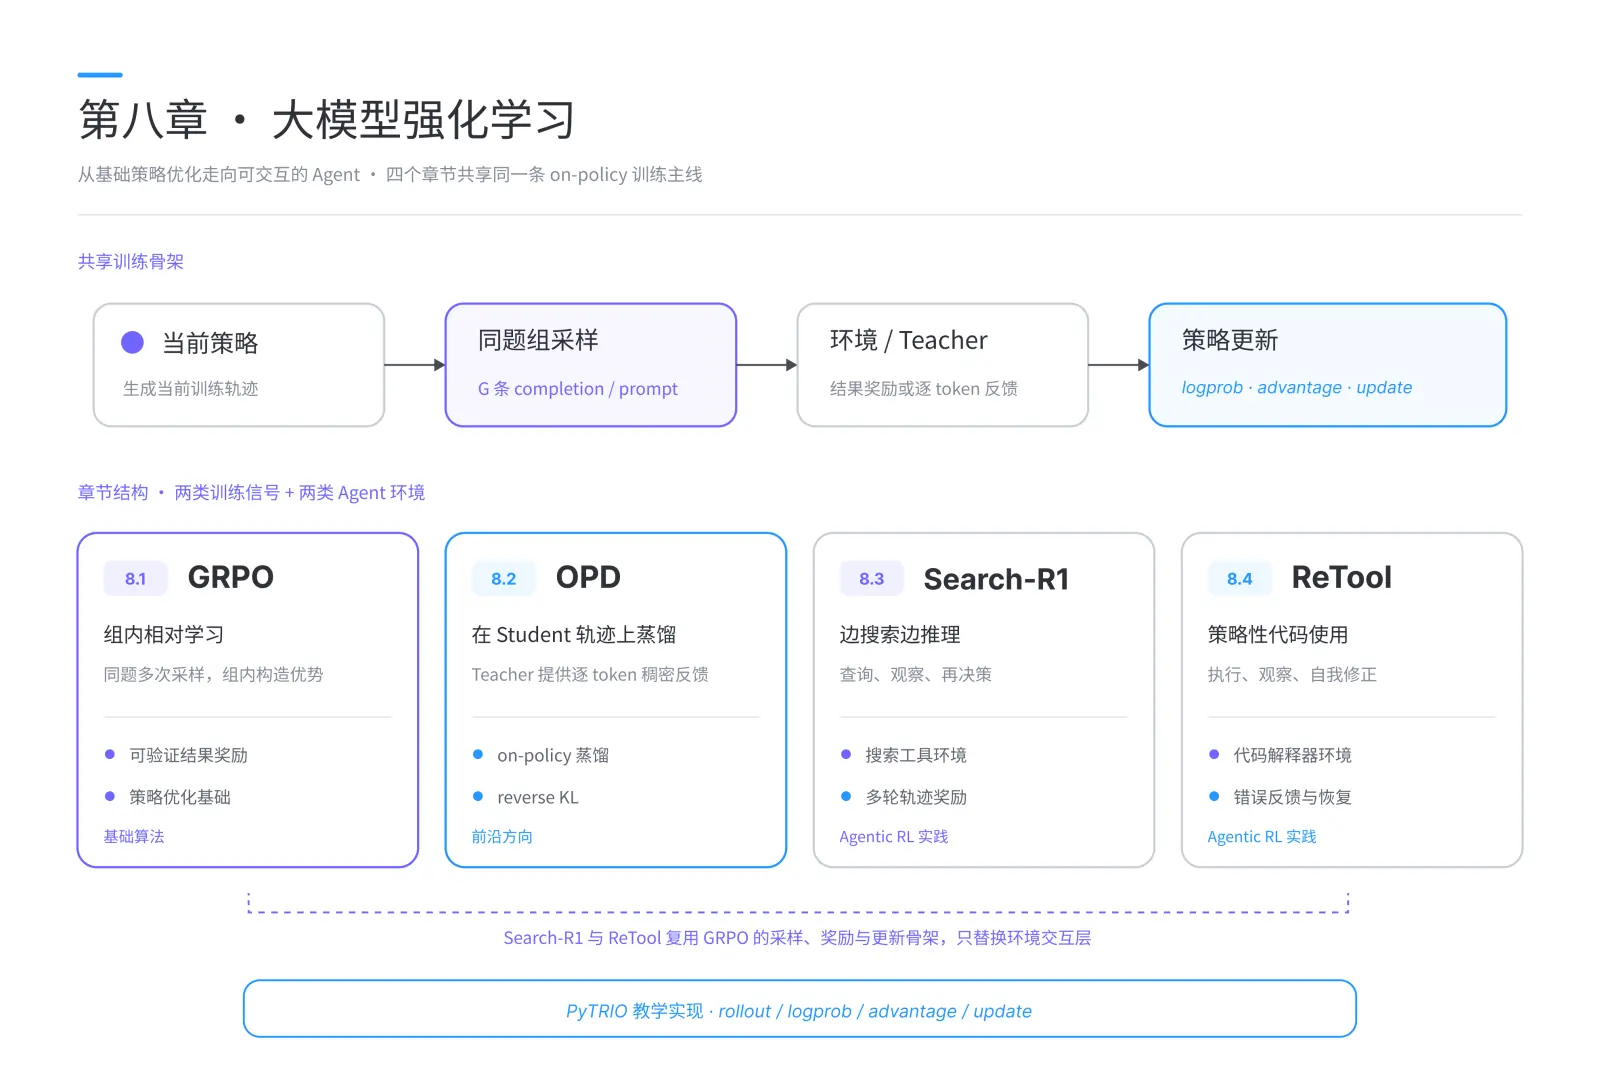 第八章 · 大模型强化学习
从基础策略优化走向可交互的 Agent · 四个章节共享同一条 on-policy 训练主线
共享训练骨架
当前策略
生成当前训练轨迹
同题组采样
G 条 completion / prompt
环境 / Teacher
结果奖励或逐 token 反馈
策略更新
logprob · advantage · update
章节结构 · 两类训练信号 + 两类 Agent 环境
8.1 GRPO
组内相对学习
同题多次采样，组内构造优势
可验证结果奖励
策略优化基础
基础算法
8.2 OPD
在 Student 轨迹上蒸馏
Teacher 提供逐 token 稠密反馈
on-policy 蒸馏
reverse KL
前沿方向
8.3 Search-R1
边搜索边推理
查询、观察、再决策
搜索工具环境
多轮轨迹奖励
Agentic RL 实践
8.4 ReTool
策略性代码使用
执行、观察、自我修正
代码解释器环境
错误反馈与恢复
Agentic RL 实践
Search-R1 与 ReTool 复用 GRPO 的采样、奖励与更新骨架，只替换环境交互层
PyTRIO 教学实现 · rollout / logprob / advantage / update